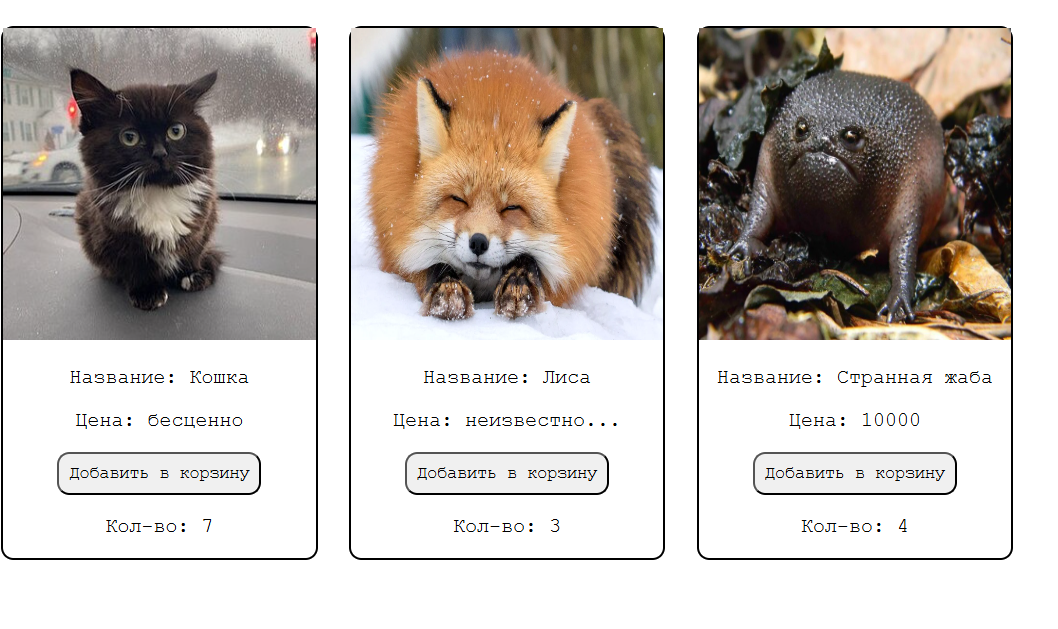 Название: Кошка
Цена: бесценно
Добавить в корзину
Кол-во: 7
Название: Лиса
Цена: неизвестно...
Добавить в корзину
Кол-во: 3
Название: Странная жаба
Цена: 10000
Добавить в корзину
Кол-во: 4